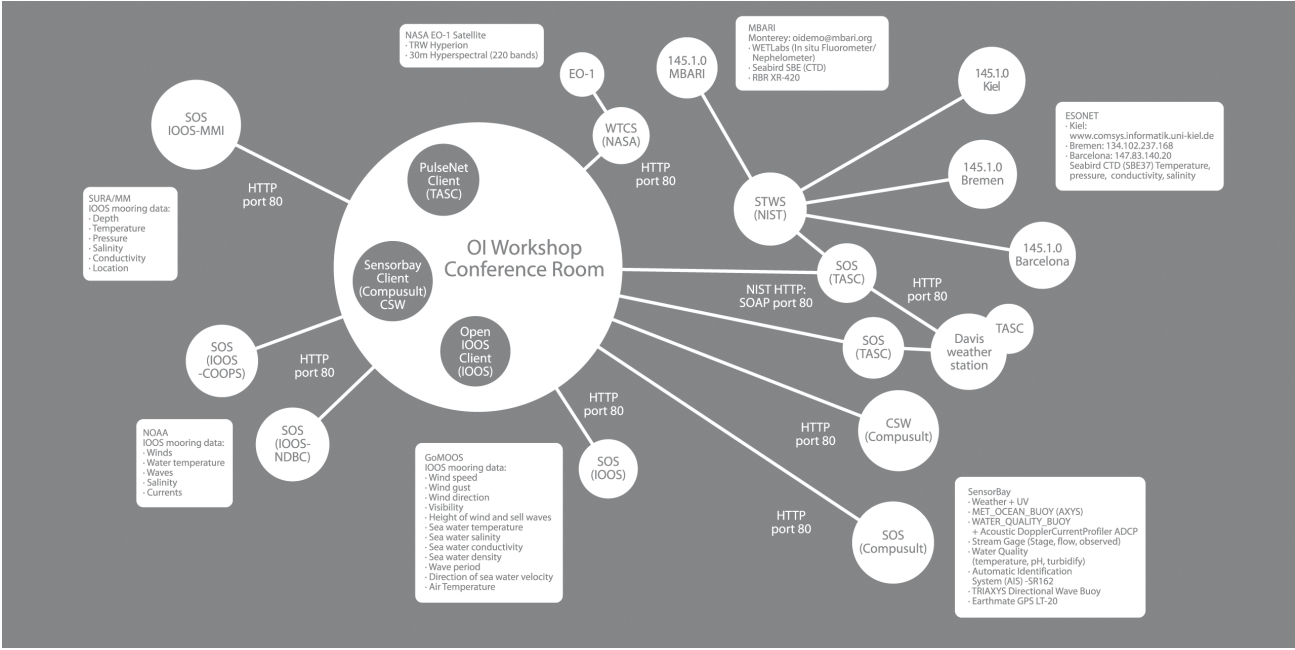 NASA EO-1 Satellite
· TRW Hyperion
· 30m Hyperspectral (220 bands)
EO-1
WTCS
(NASA)
HTTP
port 80
145.1.0
MBARI
MBARI
Monterey: oidemo@mbari.org
· WETLabs (In situ Fluorometer/
Nephelometer)
· Seabird SBE (CTD)
· RBR XR-420
145.1.0
Kiel
ESONET
· Kiel:
www.comsys.informatik.uni-kiel.de
· Bremen: 134.102.237.168
· Barcelona: 147.83.140.20
Seabird CTD (SBE37) Temperature,
pressure, conductivity, salinity
145.1.0
Bremen
145.1.0
Barcelona
STWS
(NIST)
SOS
IOOS-MMI
HTTP
port 80
SURA/MM
IOOS mooring data:
· Depth
· Temperature
· Pressure
· Salinity
· Conductivity
· Location
PulseNet
Client
(TASC)
OI Workshop
Conference Room
Sensorbay
Client
(Compusult)
CSW
Open
IOOS
Client
(IOOS)
SOS
(TASC)
NIST HTTP:
SOAP port 80
HTTP
port 80
SOS
(TASC)
Davis
weather
station
TASC
SOS
(IOOS
-COOPS)
HTTP
port 80
SOS
(IOOS-
NDBC)
NOAA
IOOS mooring data:
· Winds
· Water temperature
· Waves
· Salinity
· Currents
HTTP
port 80
SOS
(IOOS)
GoMOOS
IOOS mooring data:
· Wind speed
· Wind gust
· Wind direction
· Visibility
· Height of wind and sell waves
· Sea water temperature
· Sea water salinity
· Sea water conductivity
· Sea water density
· Wave period
· Direction of sea water velocity
· Air Temperature
HTTP
port 80
CSW
(Compusult)
HTTP
port 80
SOS
(Compusult)
SensorBay
· Weather + UV
· MET_OCEAN_BUOY (AXYS)
· WATER_QUALITY_BUOY
+ Acoustic DopplerCurrentProfiler ADCP
· Stream Gage (Stage, flow, observed)
· Water Quality
(temperature, pH, turbidify)
· Automatic Identification
System (AIS) -SR162
· TRIAXYS Directional Wave Buoy
· Earthmate GPS LT-20